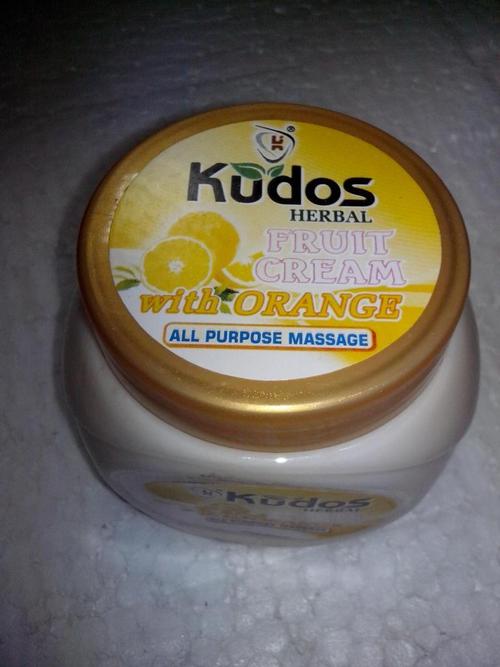 ®
Kudos
HERBAL
FRUIT
CREAM
with ORANGE
ALL PURPOSE MASSAGE
Kudos
HERBAL